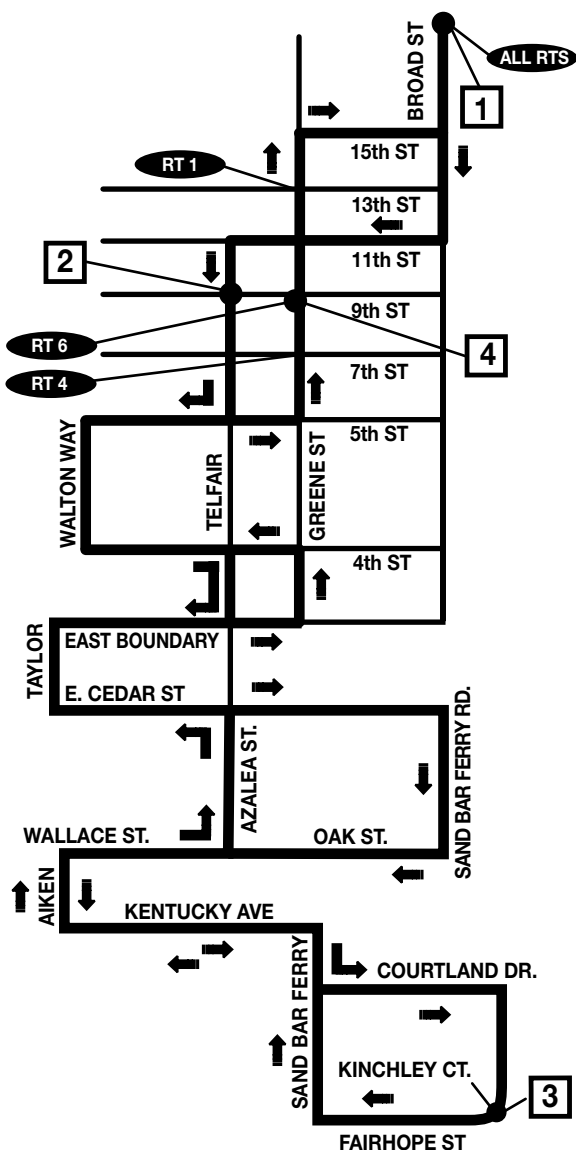 ALL RTS
BROAD ST
1
15th ST
RT 1
13th ST
2
11th ST
9th ST
RT 6
4
RT 4
7th ST
5th ST
WALTON WAY
TELFAIR
GREENE ST
4th ST
TAYLOR
EAST BOUNDARY
E. CEDAR ST
AZALEA ST.
SAND BAR FERRY RD.
WALLACE ST.
OAK ST.
AIKEN
KENTUCKY AVE
SAND BAR FERRY
COURTLAND DR.
KINCHLEY CT.
3
FAIRHOPE ST